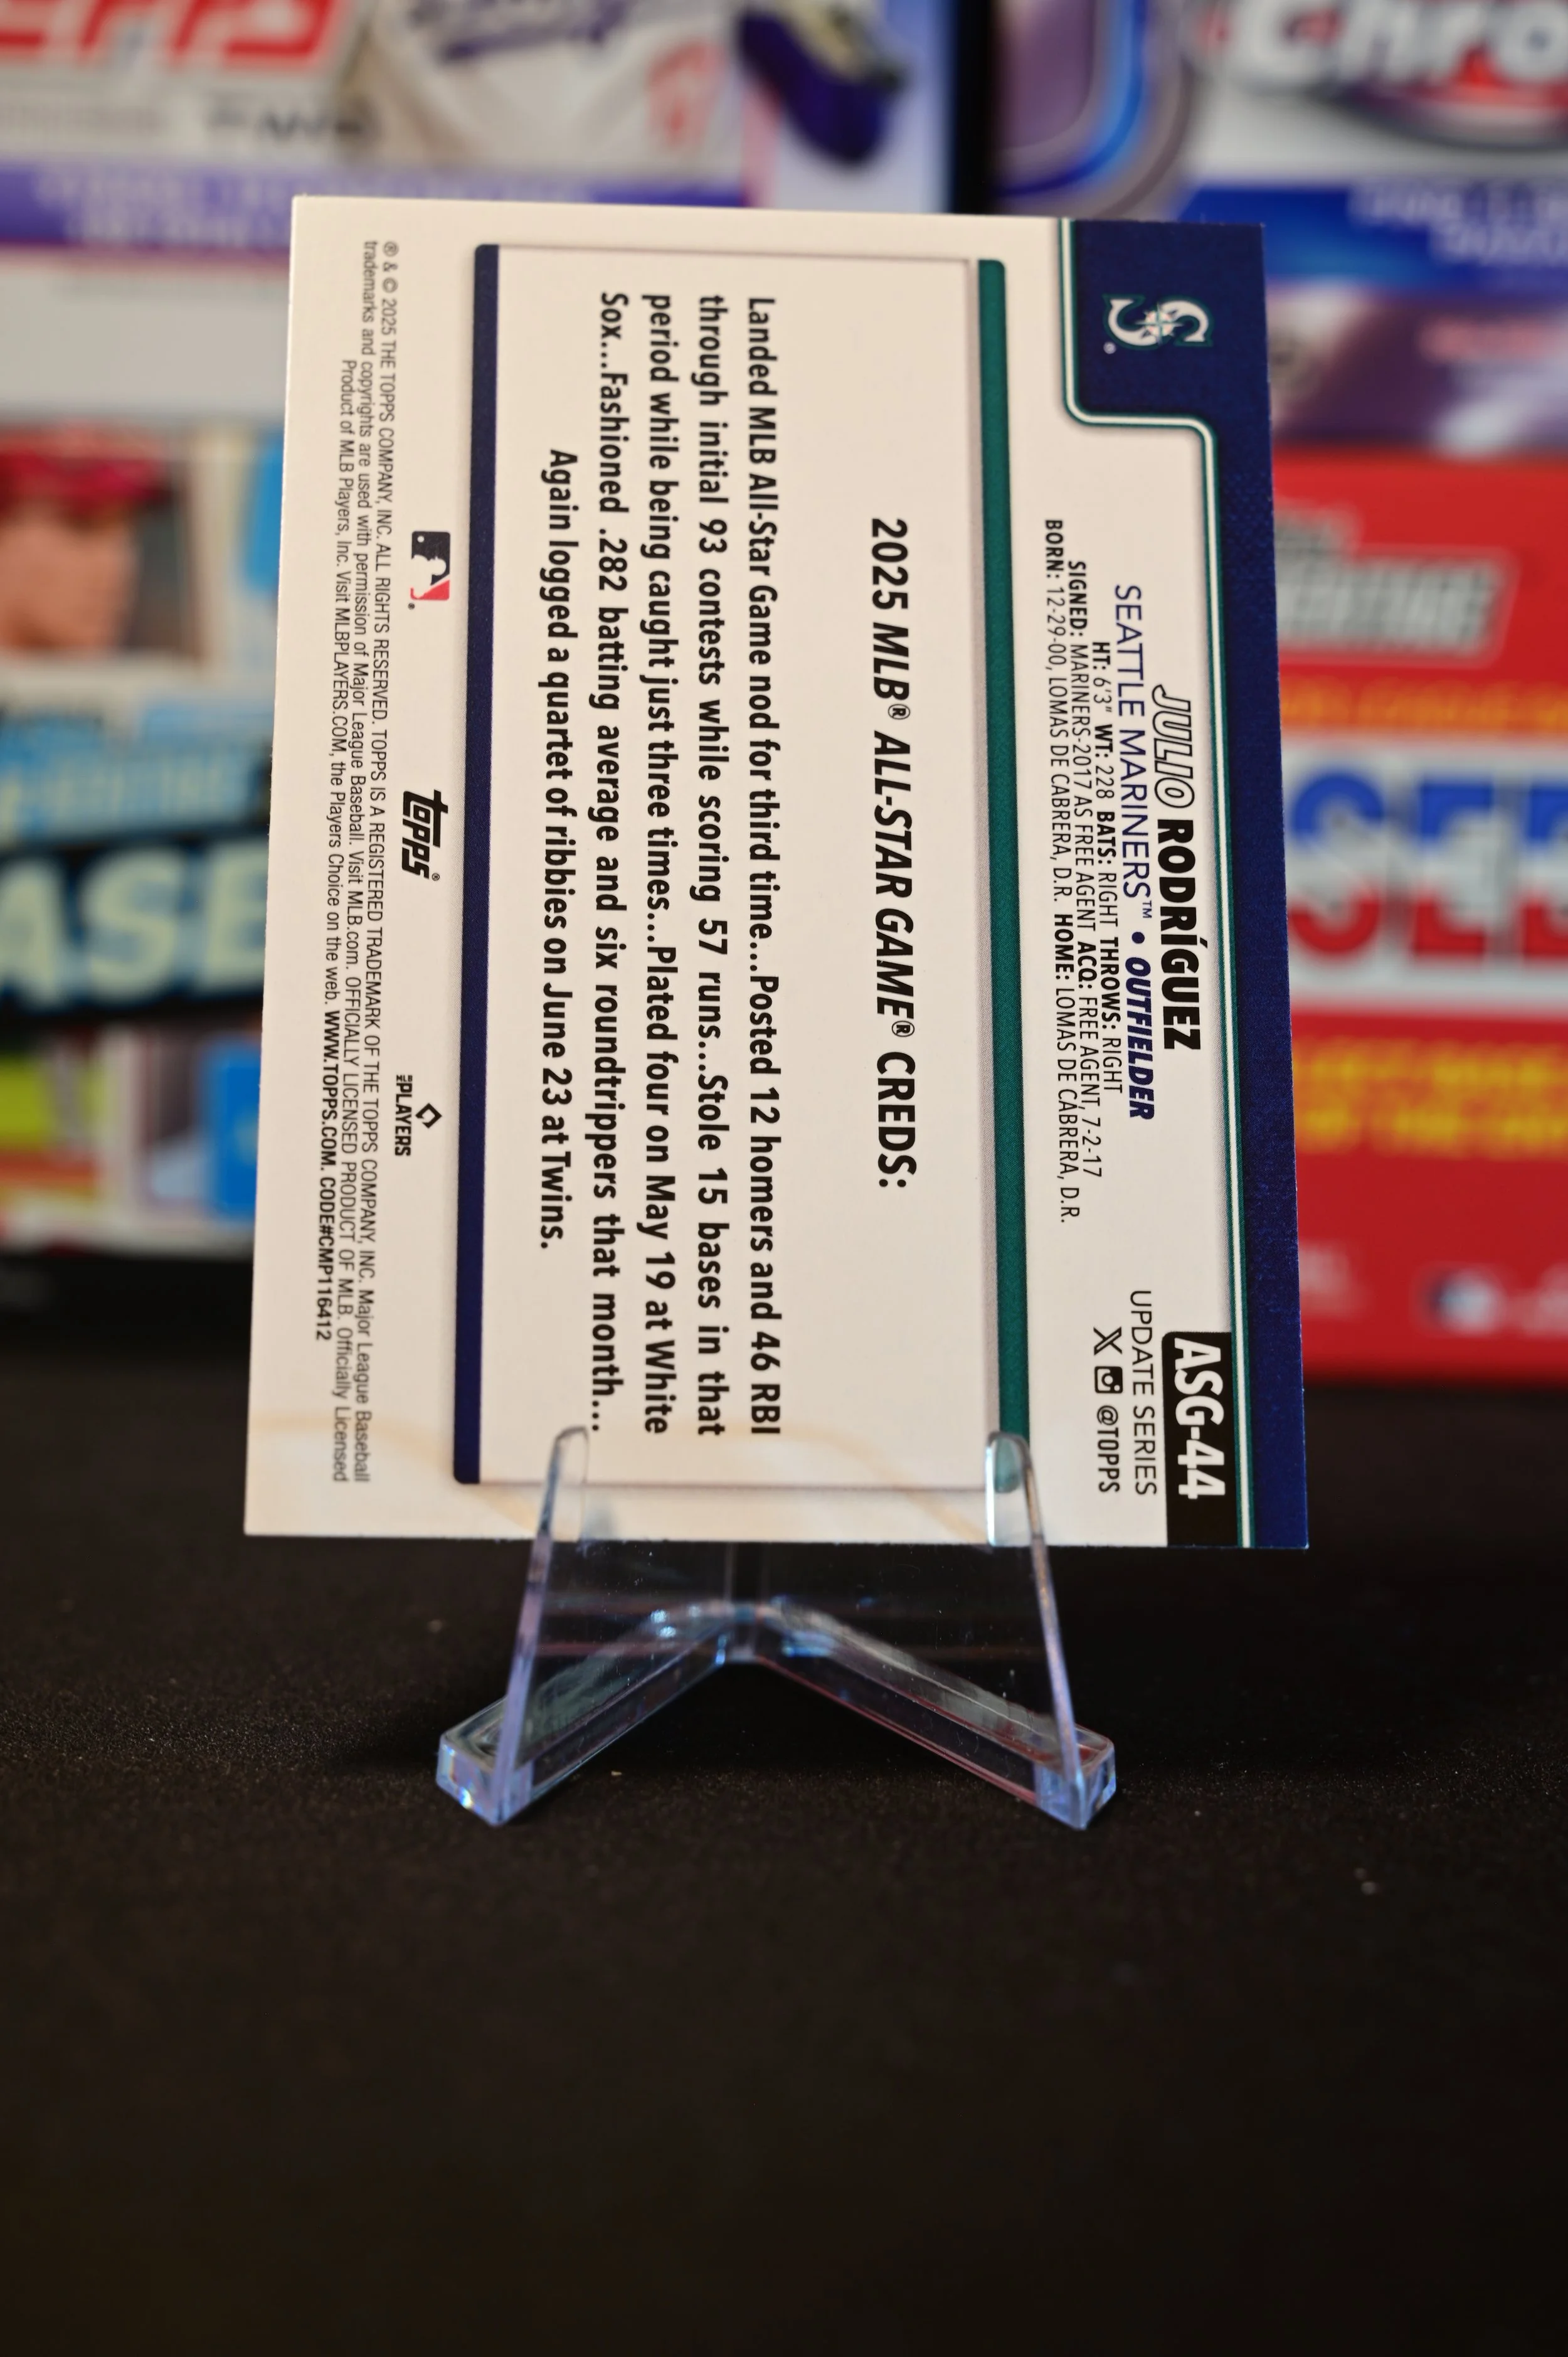 ASG-44
UPDATE SERIES
@TOPPS
JULIO RODRÍGUEZ
SEATTLE MARINERS™ • OUTFIELDER
HT: 6'3" WT: 228 BATS: RIGHT THROWS: RIGHT
SIGNED: MARINERS-2017 AS FREE AGENT ACQ: FREE AGENT, 7-2-17
BORN: 12-29-00, LOMAS DE CABRERA, D.R. HOME: LOMAS DE CABRERA, D.R.
2025 MLB® ALL-STAR GAME® CREDS:
Landed MLB All-Star Game nod for third time...Posted 12 homers and 46 RBI
through initial 93 contests while scoring 57 runs...Stole 15 bases in that
period while being caught just three times...Plated four on May 19 at White
Sox...Fashioned .282 batting average and six roundtrippers that month...
Again logged a quartet of ribbies on June 23 at Twins.
topps®
MLB PLAYERS
® & © 2025 THE TOPPS COMPANY, INC. ALL RIGHTS RESERVED. TOPPS IS A REGISTERED TRADEMARK OF THE TOPPS COMPANY, INC. Major League Baseball
trademarks and copyrights are used with permission of Major League Baseball. Visit MLB.com. OFFICIALLY LICENSED PRODUCT OF MLB. Officially Licensed
Product of MLB Players, Inc. Visit MLBPLAYERS.COM, the Players Choice on the web. WWW.TOPPS.COM. CODE#CMP116412